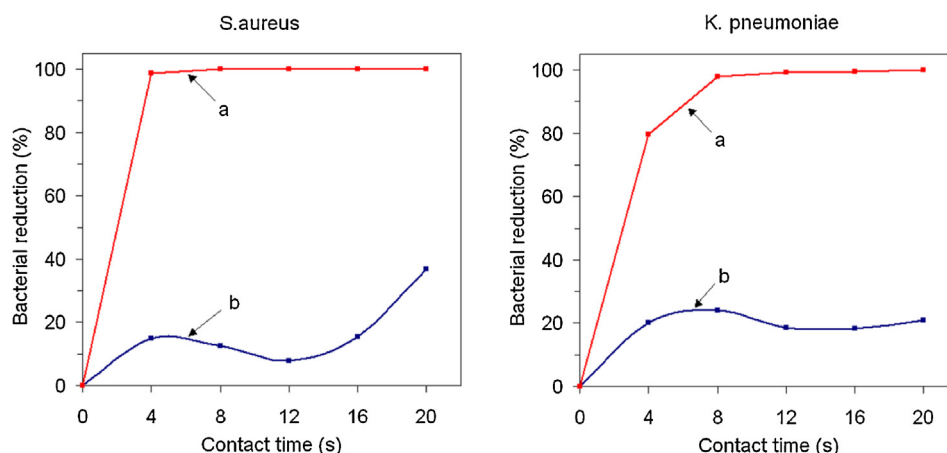 S.aureus
100
80
60
40
20
0
Bacterial reduction (%)
a
b
0 4 8 12 16 20
Contact time (s)
K. pneumoniae
100
80
60
40
20
0
Bacterial reduction (%)
a
b
0 4 8 12 16 20
Contact time (s)